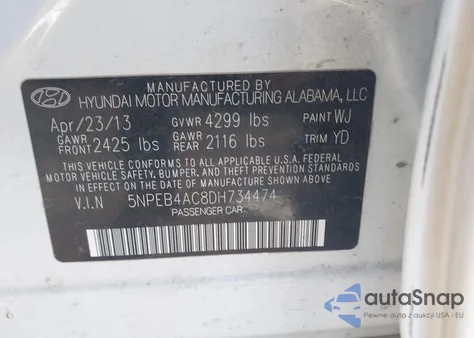 MANUFACTURED BY
HYUNDAI MOTOR MANUFACTURING ALABAMA, LLC
Apr/23/13 GVWR 4299 lbs PAINT WJ
GAWR FRONT 2425 lbs GAWR REAR 2116 lbs TRIM YD
THIS VEHICLE CONFORMS TO ALL APPLICABLE U.S.A. FEDERAL
MOTOR VEHICLE SAFETY, BUMPER, AND THEFT PREVENTION STANDARDS
IN EFFECT ON THE DATE OF MANUFACTURE SHOWN ABOVE.
V.I.N 5NPEB4AC8DH734474
PASSENGER CAR
autoSnap
Pewne auta z aukcji USA - EU